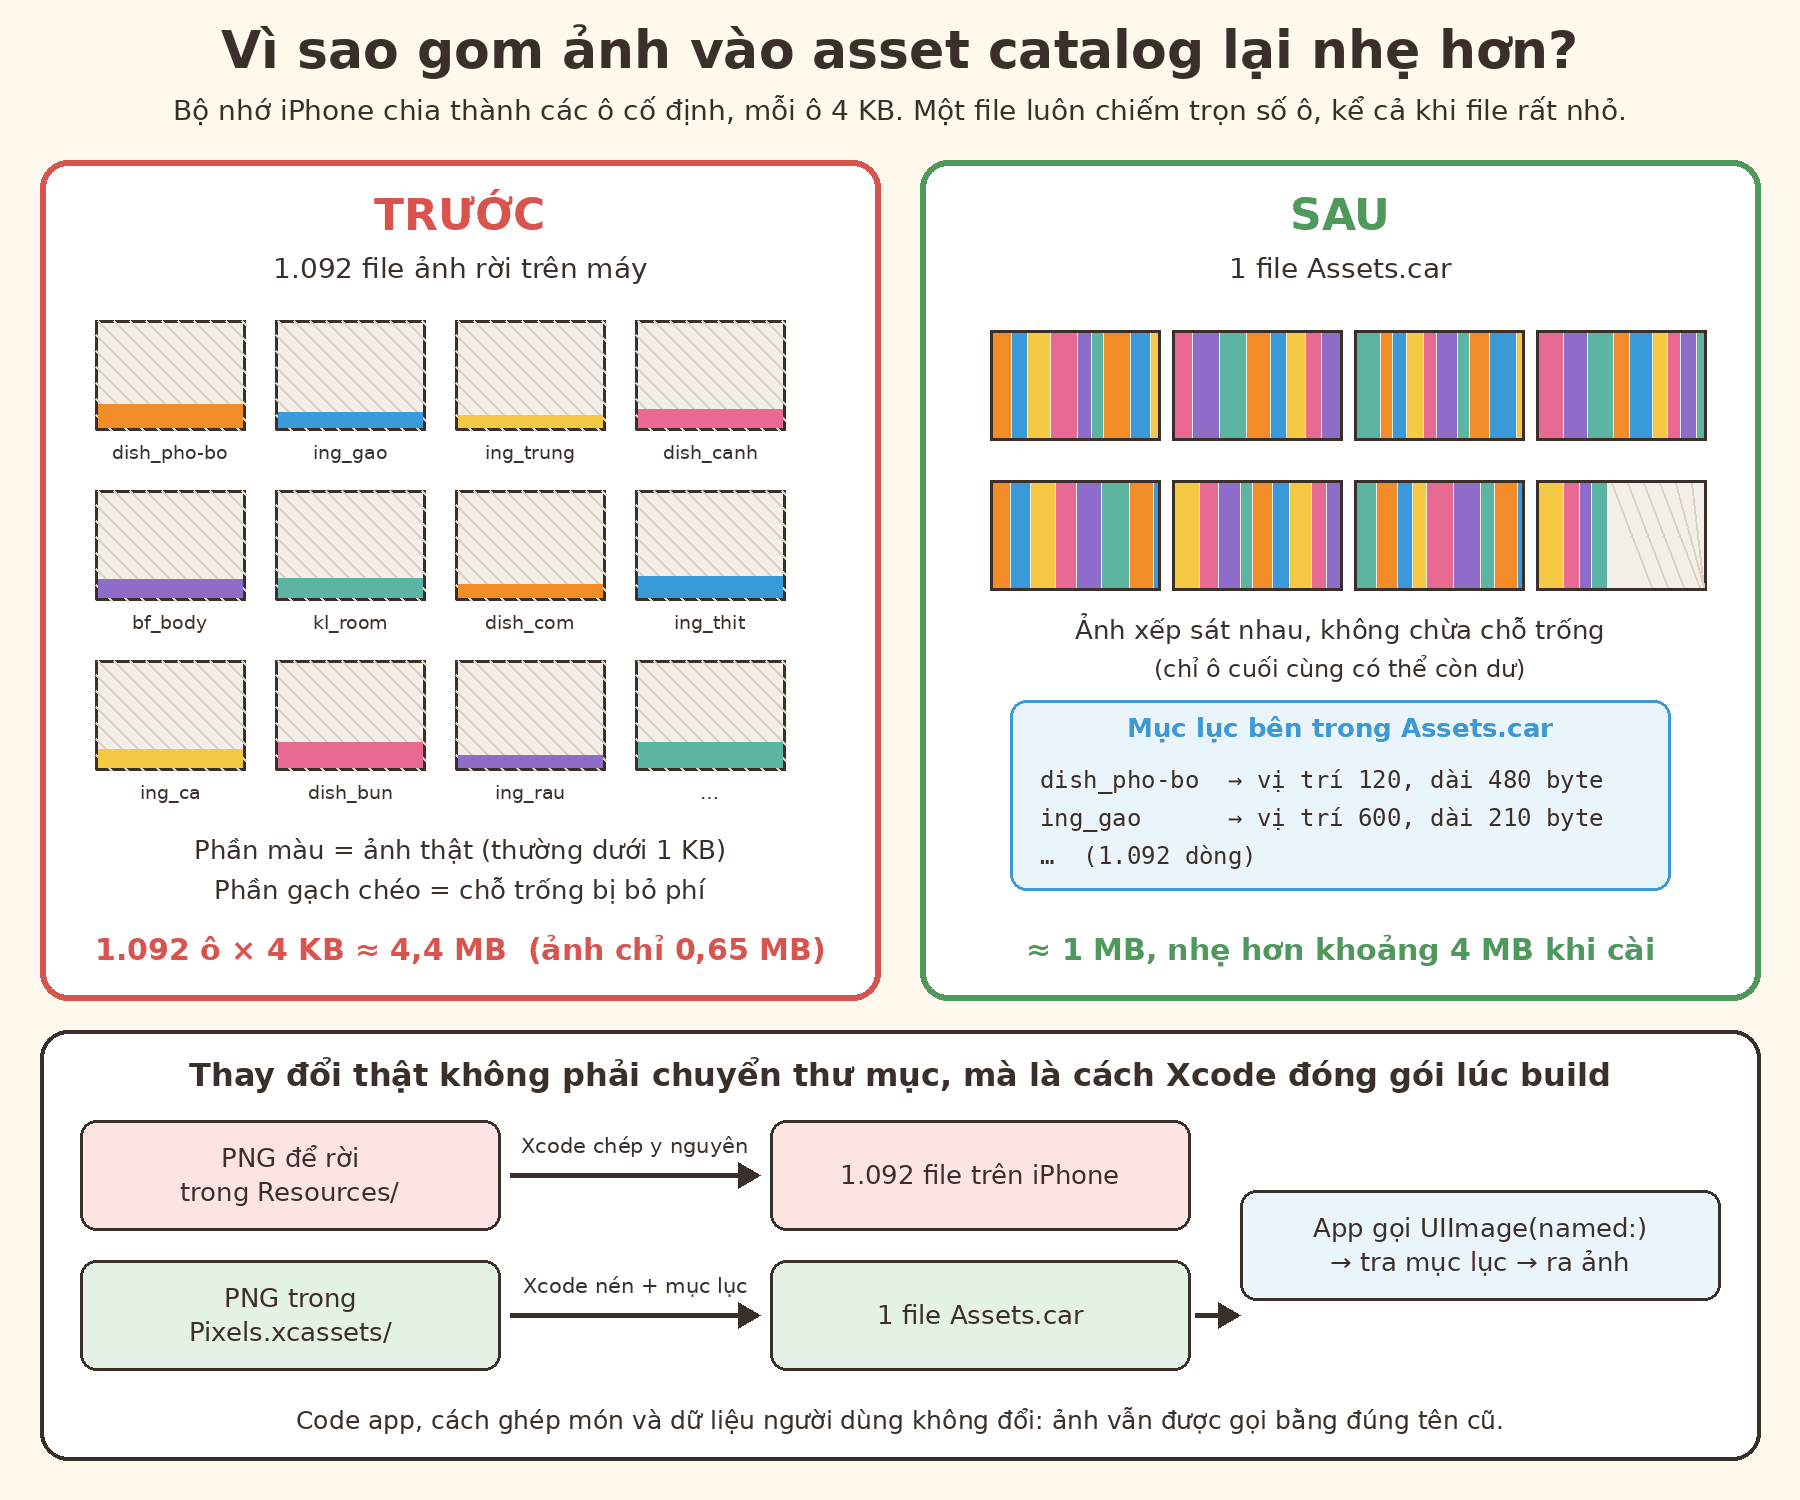 Vì sao gom ảnh vào asset catalog lại nhẹ hơn?
Bộ nhớ iPhone chia thành các ô cố định, mỗi ô 4 KB. Một file luôn chiếm trọn số ô, kể cả khi file rất nhỏ.
TRƯỚC
1.092 file ảnh rời trên máy
dish_pho-bo
ing_gao
ing_trung
dish_canh
bf_body
kl_room
dish_com
ing_thit
ing_ca
dish_bun
ing_rau
...
Phần màu = ảnh thật (thường dưới 1 KB)
Phần gạch chéo = chỗ trống bị bỏ phí
1.092 ô × 4 KB ≈ 4,4 MB  (ảnh chỉ 0,65 MB)
SAU
1 file Assets.car
Ảnh xếp sát nhau, không chừa chỗ trống
(chỉ ô cuối cùng có thể còn dư)
Mục lục bên trong Assets.car
dish_pho-bo  → vị trí 120, dài 480 byte
ing_gao      → vị trí 600, dài 210 byte
…  (1.092 dòng)
≈ 1 MB, nhẹ hơn khoảng 4 MB khi cài
Thay đổi thật không phải chuyển thư mục, mà là cách Xcode đóng gói lúc build
PNG để rời
trong Resources/
Xcode chép y nguyên
1.092 file trên iPhone
PNG trong
Pixels.xcassets/
Xcode nén + mục lục
1 file Assets.car
App gọi UIImage(named:)
→ tra mục lục → ra ảnh
Code app, cách ghép món và dữ liệu người dùng không đổi: ảnh vẫn được gọi bằng đúng tên cũ.